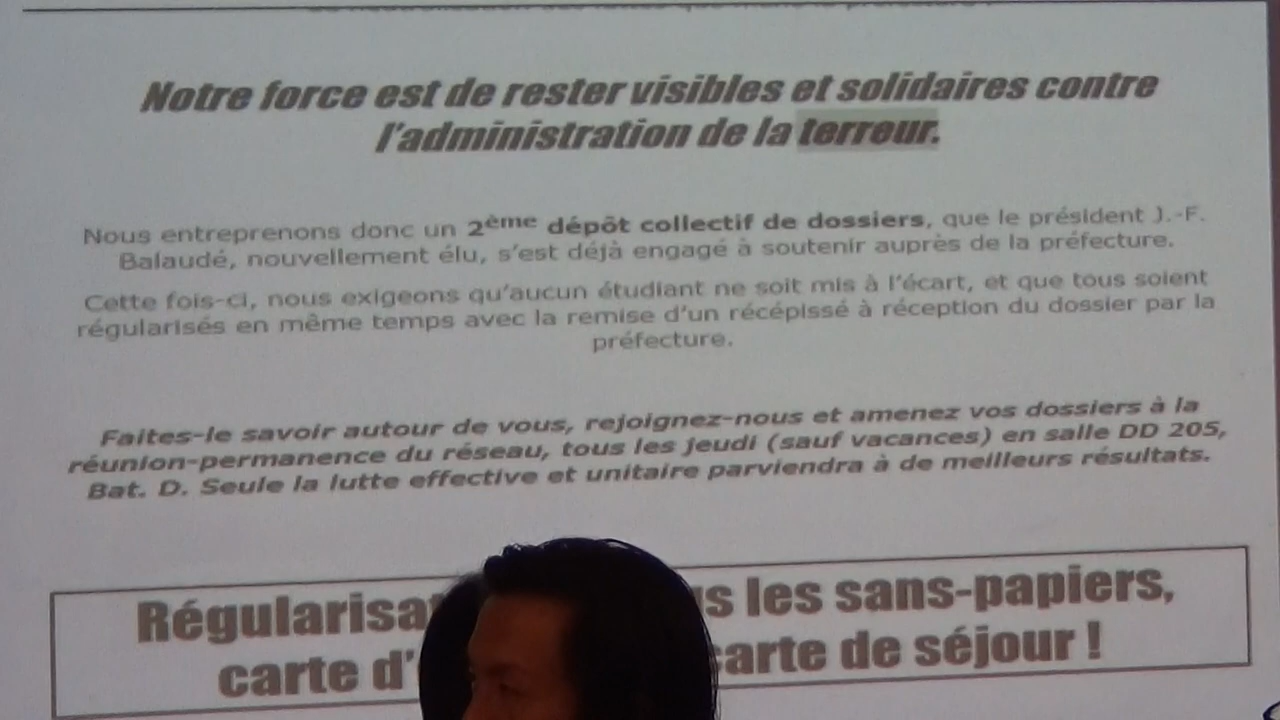 Notre force est de rester visibles et solidaires contre
l'administration de la terreur.
Nous entreprenons donc un 2ème dépôt collectif de dossiers, que le président J.-F.
Balaudé, nouvellement élu, s'est déjà engagé à soutenir auprès de la préfecture.
Cette fois-ci, nous exigeons qu'aucun étudiant ne soit mis à l'écart, et que tous soient
régularisés en même temps avec la remise d'un récépissé à réception du dossier par la
préfecture.
Faites-le savoir autour de vous, rejoignez-nous et amenez vos dossiers à la
réunion-permanence du réseau, tous les jeudi (sauf vacances) en salle DD 205,
Bat. D. Seule la lutte effective et unitaire parviendra à de meilleurs résultats.
les sans-papiers,
carte d' carte de séjour !